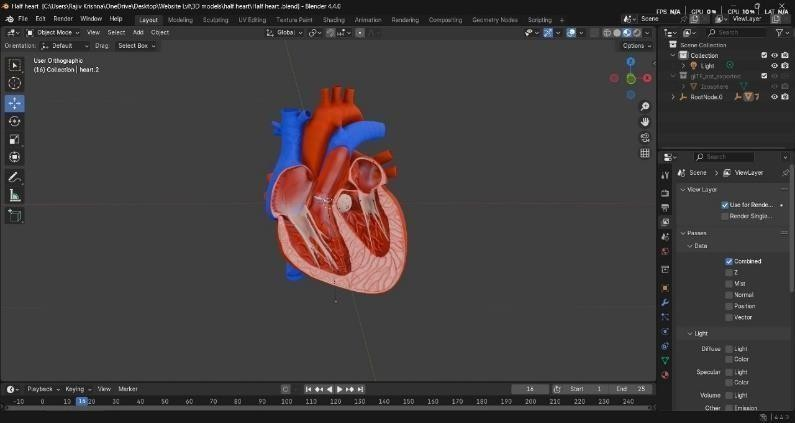 Half heart (C:\Users\Rajiv Krishna\OneDrive\Desktop\Website Lvl\3D models\half heart\Half heart .blend) - Blender 4.4.0
FPS N/A GPU 0 % CPU 10 % LAT N/A
File Edit Render Window Help Layout Modeling Sculpting UV Editing Texture Paint Shading Animation Rendering Compositing Geometry Nodes Scripting + Scene ViewLayer
Object Mode View Select Add Object Global
Orientation: Default Drag: Select Box Options
User Orthographic
(16) Collection | heart.2
Search
Scene Collection
Collection
Light
Icosphere
RootNode.0
Search
Scene ViewLayer
View Layer
Use for Rende...
Render Single...
Passes
Data
Combined
Z
Mist
Normal
Position
Vector
Light
Diffuse Light
Color
Specular Light
Color
Volume Light
Other Emission
Playback Keying View Marker 16 Start 1 End 25
-10 0 10 16 20 30 40 50 60 70 80 90 100 110 120 130 140 150 160 170 180 190 200 210 220 230 240
4.4.0